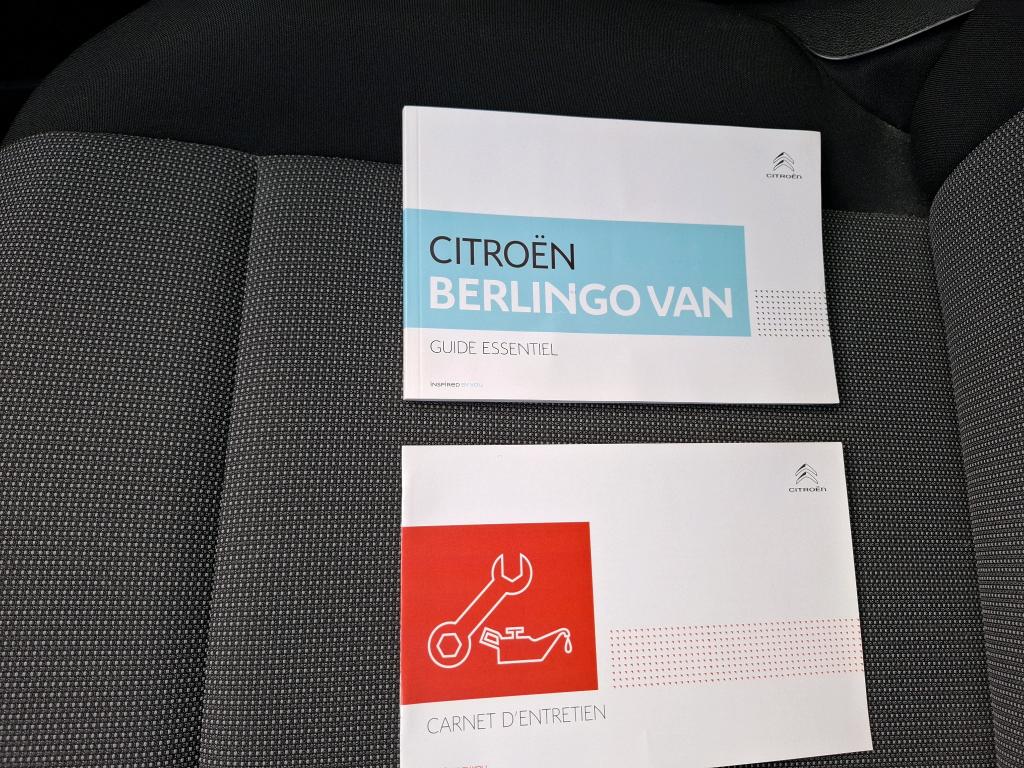 CITROËN
CITROËN
BERLINGO VAN
GUIDE ESSENTIEL
INSPIRED BY YOU
CITROËN
CARNET D'ENTRETIEN